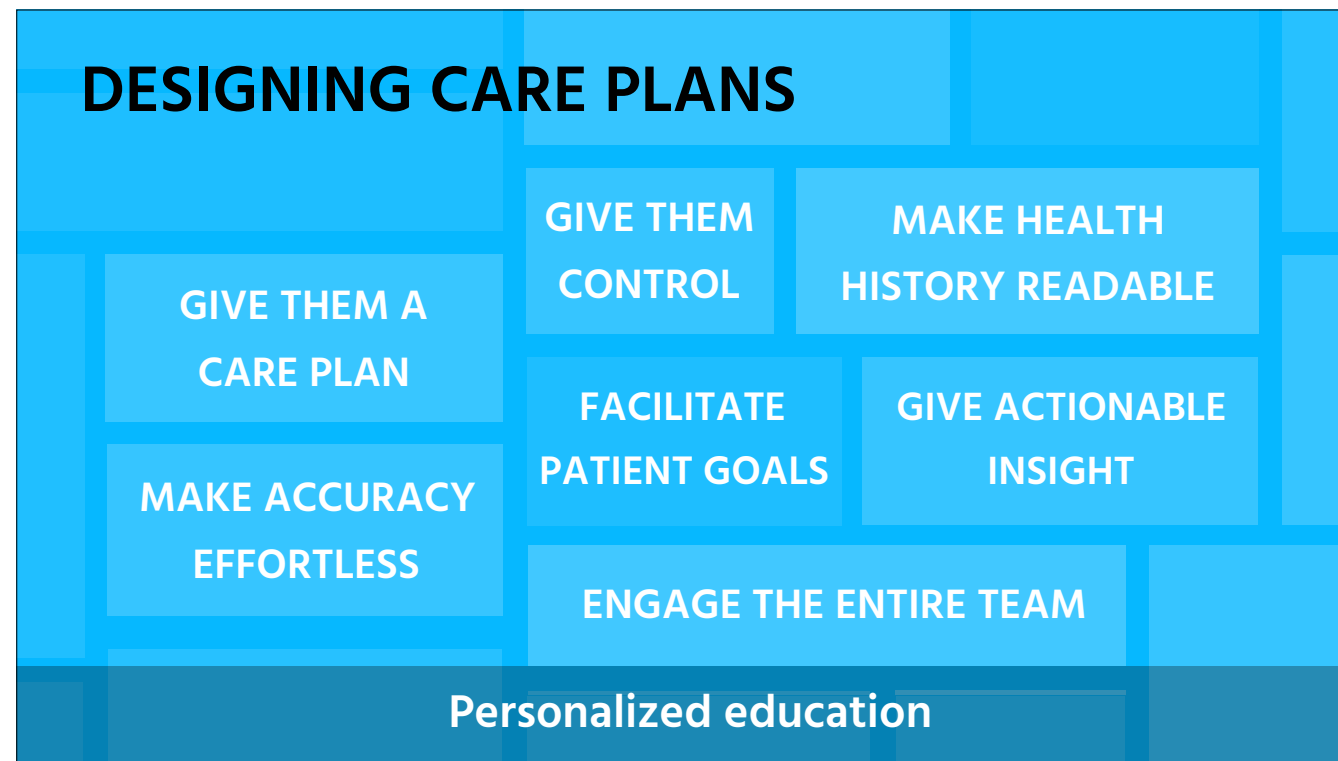 DESIGNING CARE PLANS
GIVE THEM
CONTROL
MAKE HEALTH
HISTORY READABLE
GIVE THEM A
CARE PLAN
FACILITATE
PATIENT GOALS
GIVE ACTIONABLE
INSIGHT
MAKE ACCURACY
EFFORTLESS
ENGAGE THE ENTIRE TEAM
Personalized education